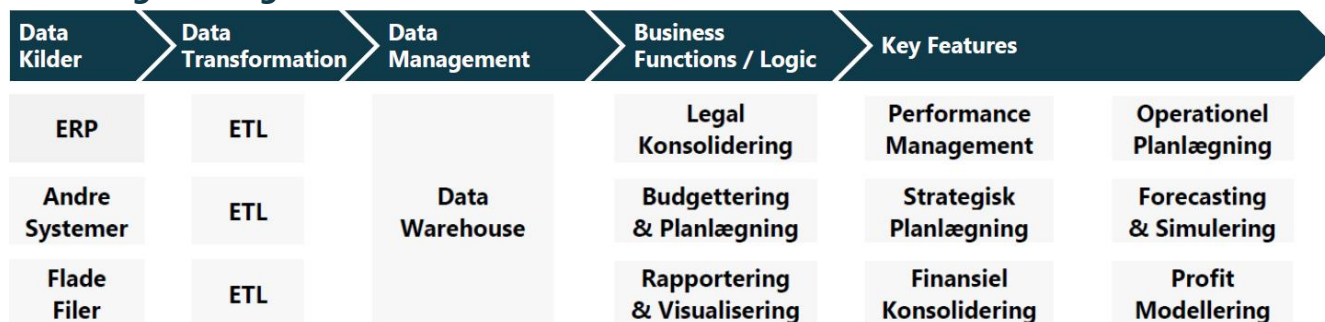 Data
Kilder
Data
Transformation
Data
Management
Business
Functions / Logic
Key Features
ERP
ETL
Legal
Konsolidering
Performance
Management
Operationel
Planlægning
Andre
Systemer
ETL
Data
Warehouse
Budgettering
& Planlægning
Strategisk
Planlægning
Forecasting
& Simulering
Flade
Filer
ETL
Rapportering
& Visualisering
Finansiel
Konsolidering
Profit
Modellering